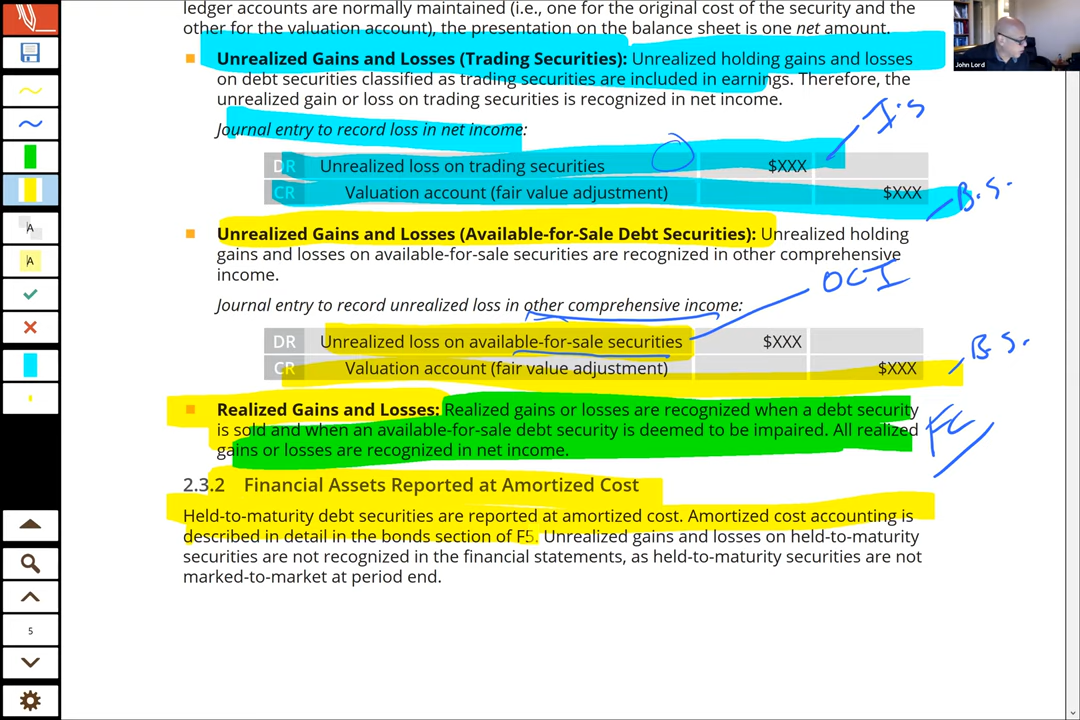 ledger accounts are normally maintained (i.e., one for the original cost of the security and the
other for the valuation account), the presentation on the balance sheet is one net amount.
John Lord
Unrealized Gains and Losses (Trading Securities): Unrealized holding gains and losses
on debt securities classified as trading securities are included in earnings. Therefore, the
unrealized gain or loss on trading securities is recognized in net income.
I.S
Journal entry to record loss in net income:
DR Unrealized loss on trading securities $XXX
CR Valuation account (fair value adjustment) $XXX
B.S.
Unrealized Gains and Losses (Available-for-Sale Debt Securities): Unrealized holding
gains and losses on available-for-sale securities are recognized in other comprehensive
income.
OCI
Journal entry to record unrealized loss in other comprehensive income:
DR Unrealized loss on available-for-sale securities $XXX
CR Valuation account (fair value adjustment) $XXX
B.S.
Realized Gains and Losses: Realized gains or losses are recognized when a debt security
is sold and when an available-for-sale debt security is deemed to be impaired. All realized
gains or losses are recognized in net income.
2.3.2 Financial Assets Reported at Amortized Cost
Held-to-maturity debt securities are reported at amortized cost. Amortized cost accounting is
described in detail in the bonds section of F5. Unrealized gains and losses on held-to-maturity
securities are not recognized in the financial statements, as held-to-maturity securities are not
marked-to-market at period end.
A
A
5